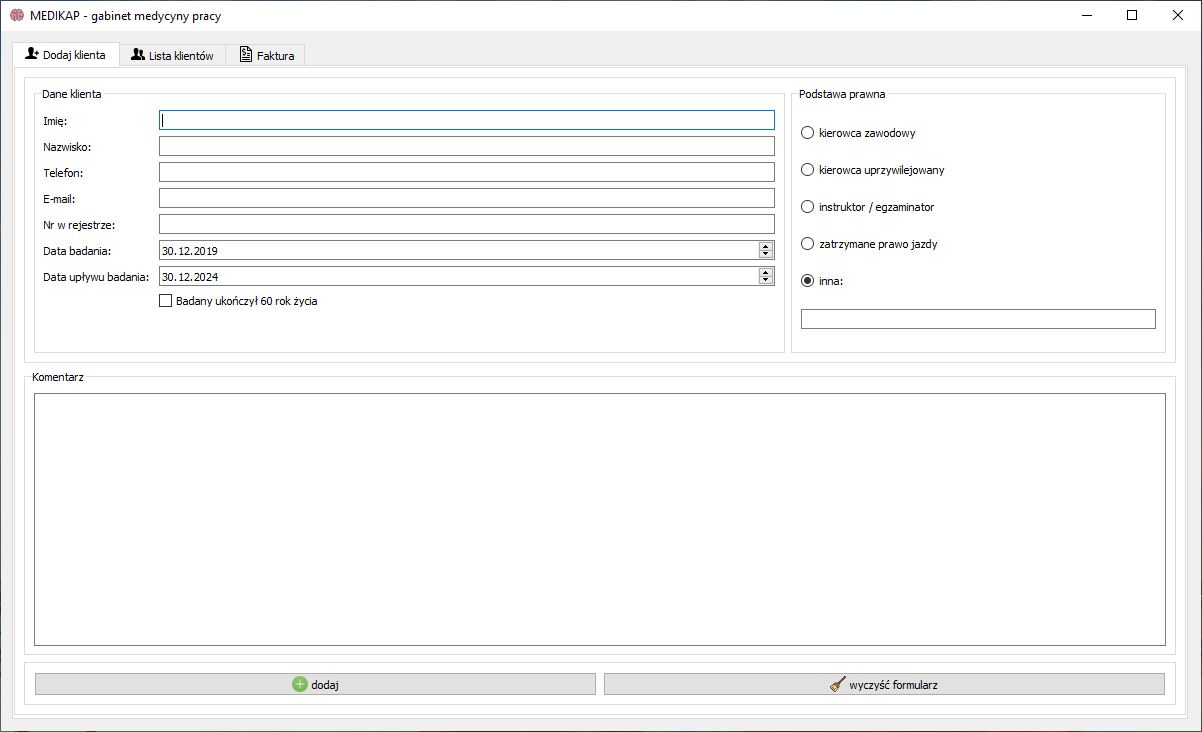 MEDIKAP - gabinet medycyny pracy
Dodaj klienta
Lista klientów
Faktura
Dane klienta
Imię:
Nazwisko:
Telefon:
E-mail:
Nr w rejestrze:
Data badania:
30.12.2019
Data upływu badania:
30.12.2024
Badany ukończył 60 rok życia
Podstawa prawna
kierowca zawodowy
kierowca uprzywilejowany
instruktor / egzaminator
zatrzymane prawo jazdy
inna:
Komentarz
dodaj
wyczyść formularz